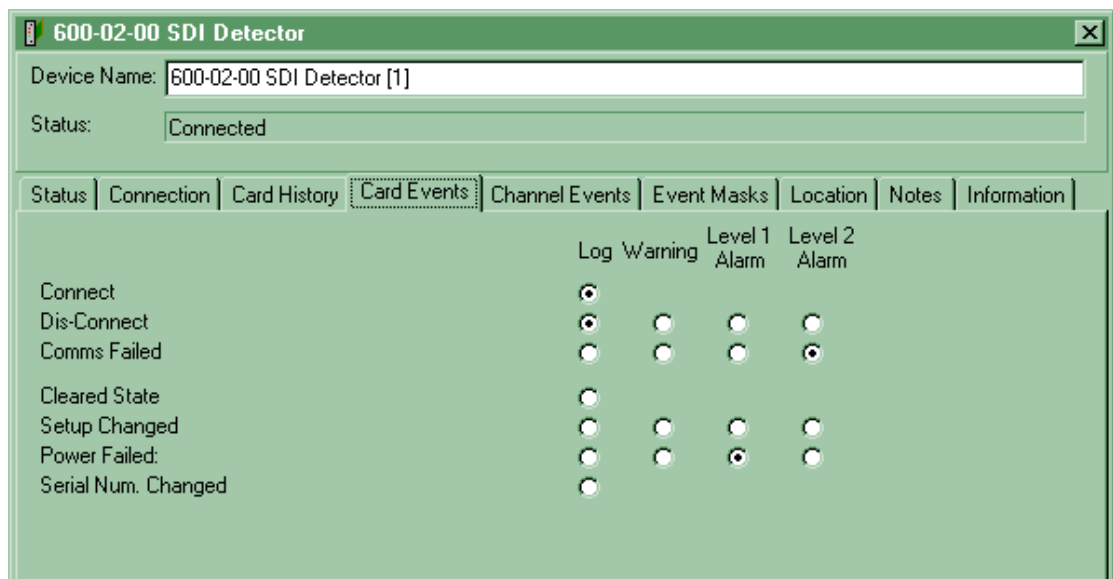 600-02-00 SDI Detector
Device Name: 600-02-00 SDI Detector [1]
Status: Connected
Status Connection Card History Card Events Channel Events Event Masks Location Notes Information
Log Warning Level 1 Alarm Level 2 Alarm
Connect
Dis-Connect
Comms Failed
Cleared State
Setup Changed
Power Failed:
Serial Num. Changed